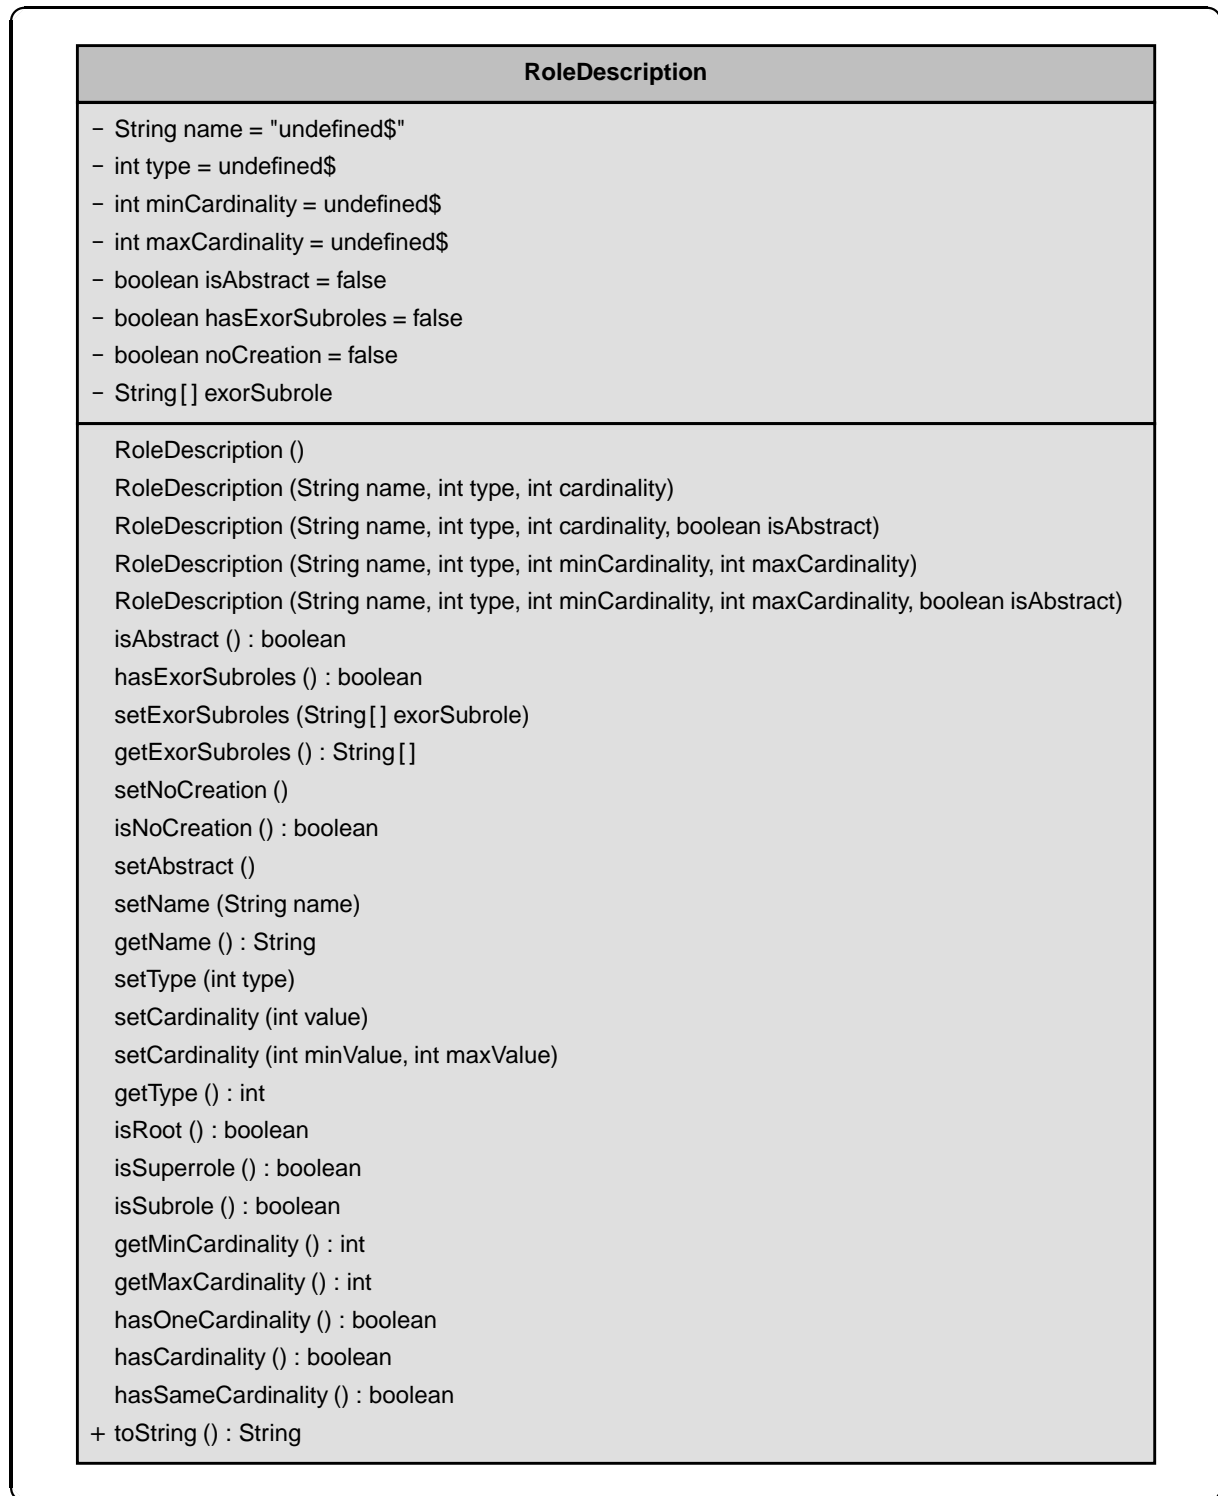 RoleDescription
− String name = "undefined$"
− int type = undefined$
− int minCardinality = undefined$
− int maxCardinality = undefined$
− boolean isAbstract = false
− boolean hasExorSubroles = false
− boolean noCreation = false
− String[] exorSubrole
RoleDescription ()
RoleDescription (String name, int type, int cardinality)
RoleDescription (String name, int type, int cardinality, boolean isAbstract)
RoleDescription (String name, int type, int minCardinality, int maxCardinality)
RoleDescription (String name, int type, int minCardinality, int maxCardinality, boolean isAbstract)
isAbstract () : boolean
hasExorSubroles () : boolean
setExorSubroles (String[] exorSubrole)
getExorSubroles () : String[]
setNoCreation ()
isNoCreation () : boolean
setAbstract ()
setName (String name)
getName () : String
setType (int type)
setCardinality (int value)
setCardinality (int minValue, int maxValue)
getType () : int
isRoot () : boolean
isSuperrole () : boolean
isSubrole () : boolean
getMinCardinality () : int
getMaxCardinality () : int
hasOneCardinality () : boolean
hasCardinality () : boolean
hasSameCardinality () : boolean
+ toString () : String